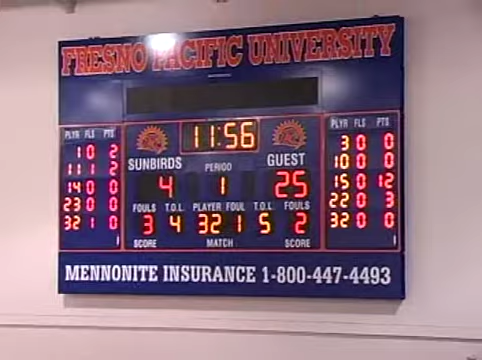 FRESNO PACIFIC UNIVERSITY
11:56
SUNBIRDS PERIOD GUEST
4 1 25
FOULS T.O.L. PLAYER FOUL T.O.L. FOULS
3 4 32 1 5 2
SCORE MATCH SCORE
PLYR FLS PTS
1 0 2
11 1 2
14 0 0
23 0 0
32 1 0
PLYR FLS PTS
3 0 0
10 0 0
15 0 12
22 0 3
32 0 0
MENNONITE INSURANCE 1-800-447-4493